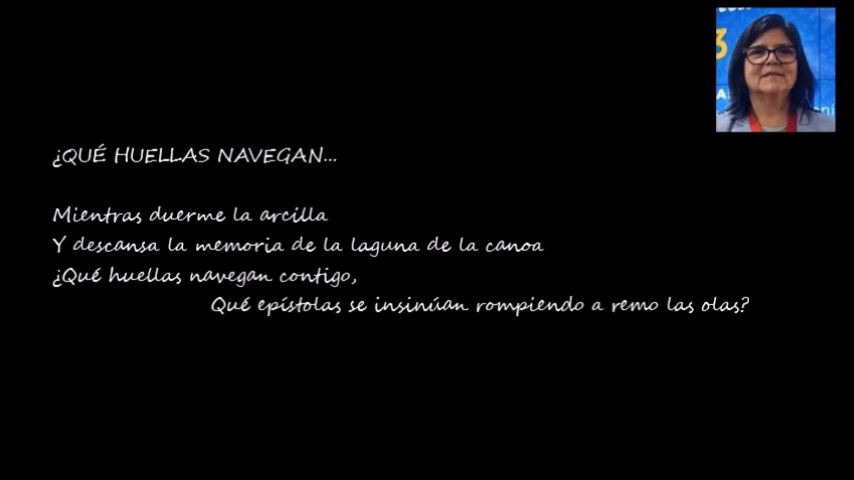 ¿QUÉ HUELLAS NAVEGAN...
Mientras duerme la arcilla
Y descansa la memoria de la laguna de la canoa
¿Qué huellas navegan contigo,
Qué epístolas se insinúan rompiendo a remo las olas?
3